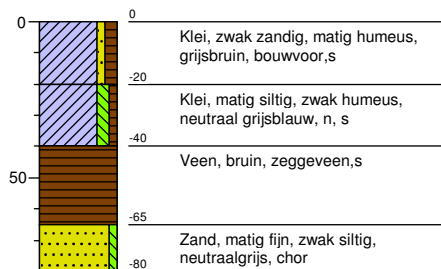 0
0
Klei, zwak zandig, matig humeus,
grijsbruin, bouwvoor,s
-20
Klei, matig siltig, zwak humeus,
neutraal grijsblauw, n, s
-40
Veen, bruin, zeggeveen,s
50
-65
Zand, matig fijn, zwak siltig,
neutraalgrijs, chor
-80